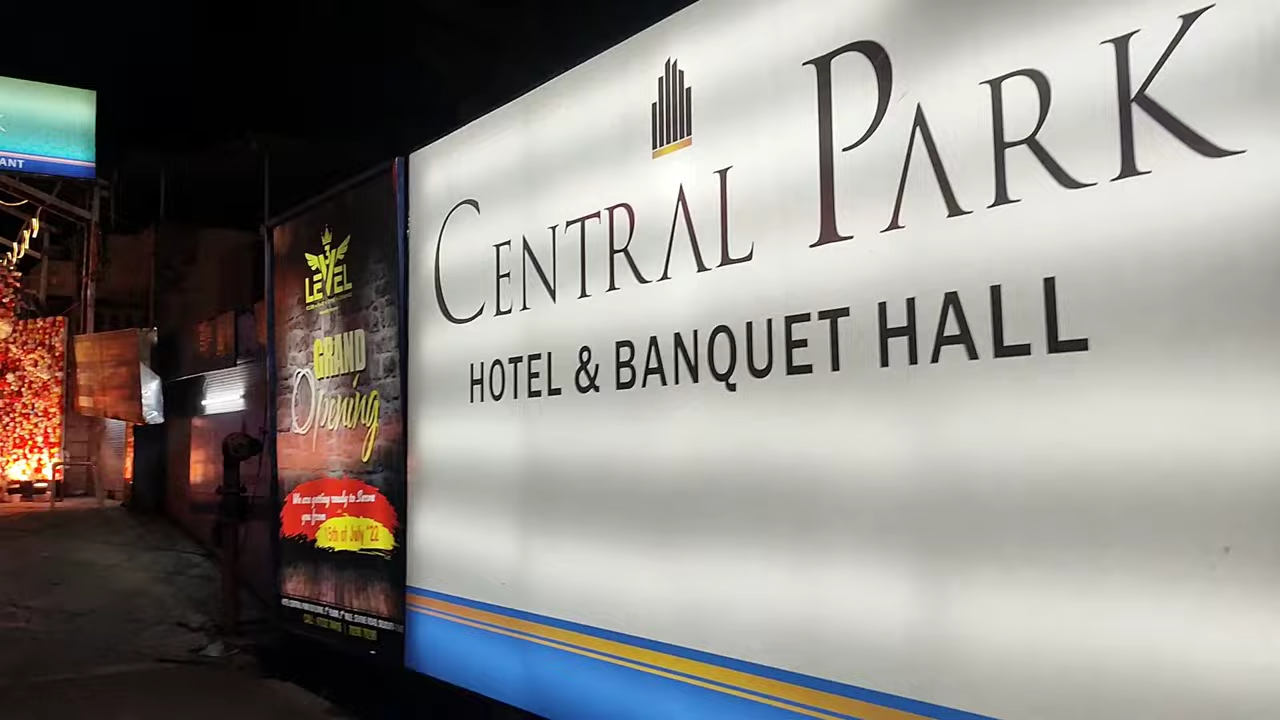 ANT
CENTRAL PARK
HOTEL & BANQUET HALL
LEVEL
GRAND
Opening
We are getting ready to Serve
you from
15th of July '22